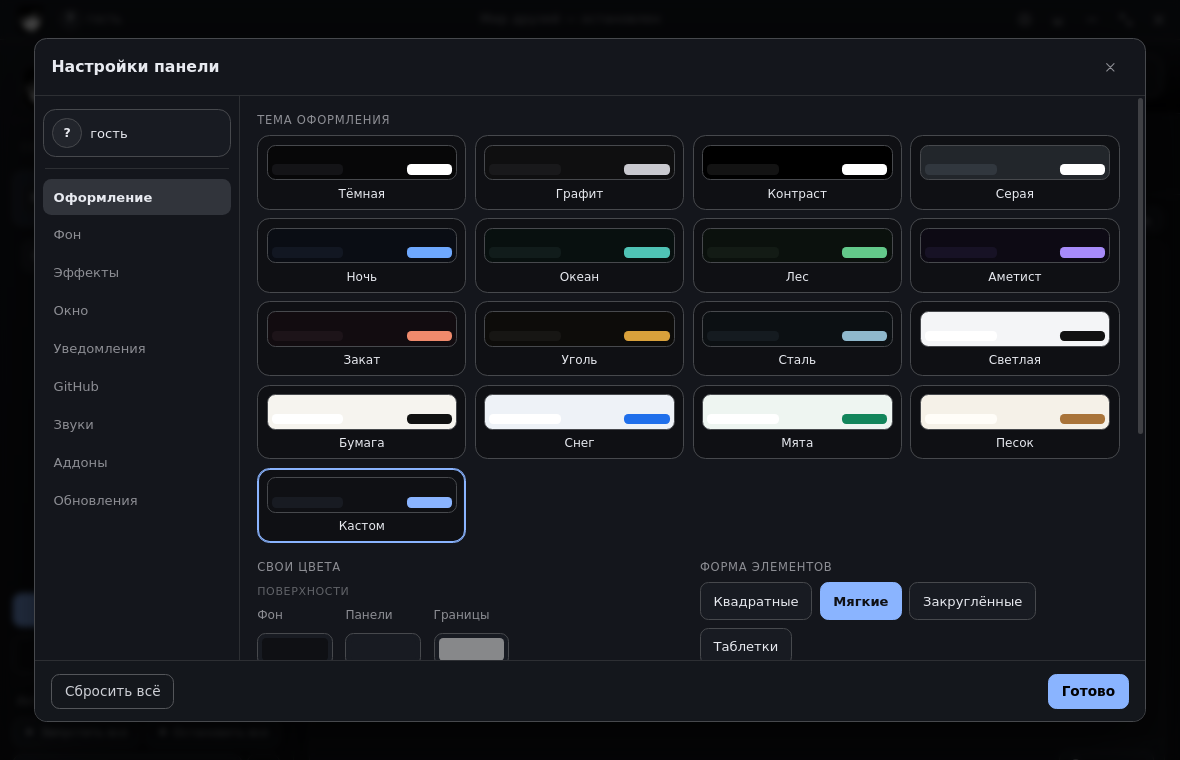 Настройки панели
×
?
гость
Оформление
Фон
Эффекты
Окно
Уведомления
GitHub
Звуки
Аддоны
Обновления
ТЕМА ОФОРМЛЕНИЯ
Тёмная
Графит
Контраст
Серая
Ночь
Океан
Лес
Аметист
Закат
Уголь
Сталь
Светлая
Бумага
Снег
Мята
Песок
Кастом
СВОИ ЦВЕТА
ПОВЕРХНОСТИ
Фон
Панели
Границы
ФОРМА ЭЛЕМЕНТОВ
Квадратные
Мягкие
Закруглённые
Таблетки
Сбросить всё
Готово